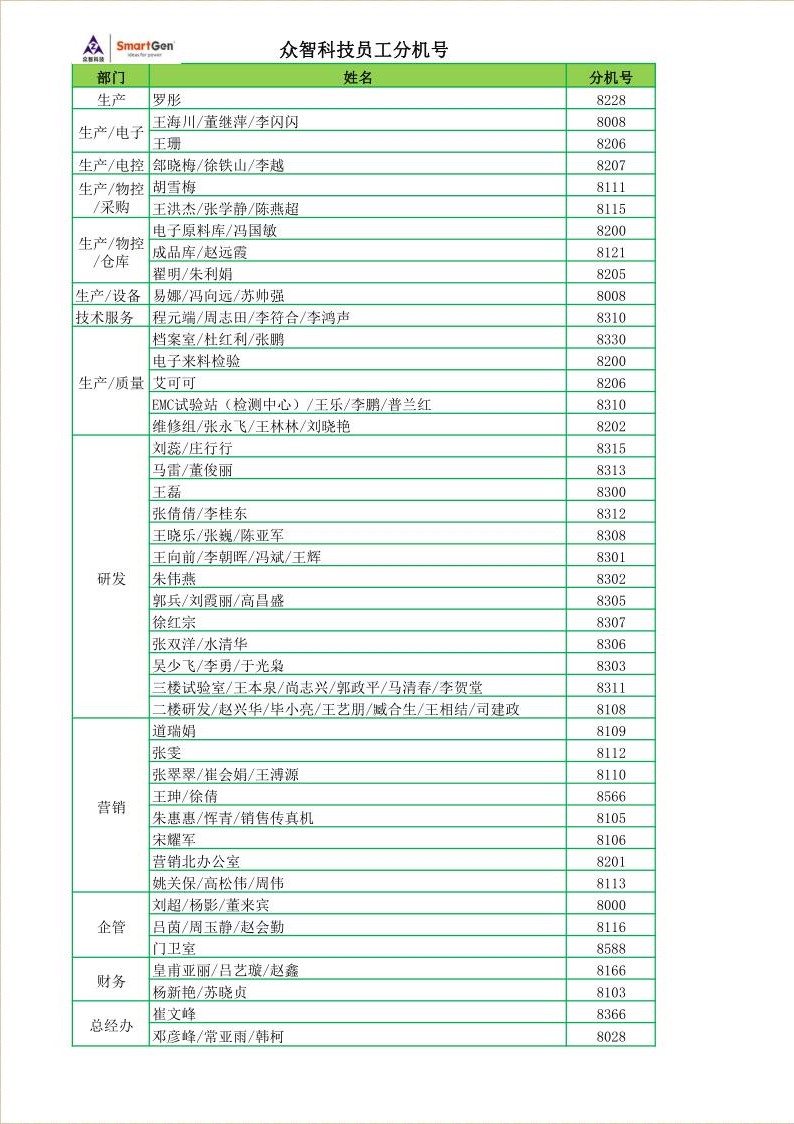 众智科技 SmartGen
ideas for power
众智科技员工分机号
部门 姓名 分机号
生产 罗彤 8228
生产/电子 王海川/董继萍/李闪闪 8008
王珊 8206
生产/电控 郐晓梅/徐铁山/李越 8207
生产/物控/采购 胡雪梅 8111
王洪杰/张学静/陈燕超 8115
生产/物控/仓库 电子原料库/冯国敏 8200
成品库/赵远霞 8121
翟明/朱利娟 8205
生产/设备 易娜/冯向远/苏帅强 8008
技术服务 程元端/周志田/李符合/李鸿声 8310
生产/质量 档案室/杜红利/张鹏 8330
电子来料检验 8200
艾可可 8206
EMC试验站（检测中心）/王乐/李鹏/普兰红 8310
维修组/张永飞/王林林/刘晓艳 8202
研发 刘蕊/庄行行 8315
马雷/董俊丽 8313
王磊 8300
张倩倩/李桂东 8312
王晓乐/张巍/陈亚军 8308
王向前/李朝晖/冯斌/王辉 8301
朱伟燕 8302
郭兵/刘霞丽/高昌盛 8305
徐红宗 8307
张双洋/水清华 8306
吴少飞/李勇/于光枭 8303
三楼试验室/王本泉/尚志兴/郭政平/马清春/李贺堂 8311
二楼研发/赵兴华/毕小亮/王艺朋/臧合生/王相结/司建政 8108
营销 道瑞娟 8109
张雯 8112
张翠翠/崔会娟/王溥源 8110
王珅/徐倩 8566
朱惠惠/恽青/销售传真机 8105
宋耀军 8106
营销北办公室 8201
姚关保/高松伟/周伟 8113
企管 刘超/杨影/董来宾 8000
吕茵/周玉静/赵会勤 8116
门卫室 8588
财务 皇甫亚丽/吕艺璇/赵鑫 8166
杨新艳/苏晓贞 8103
总经办 崔文峰 8366
邓彦峰/常亚雨/韩柯 8028